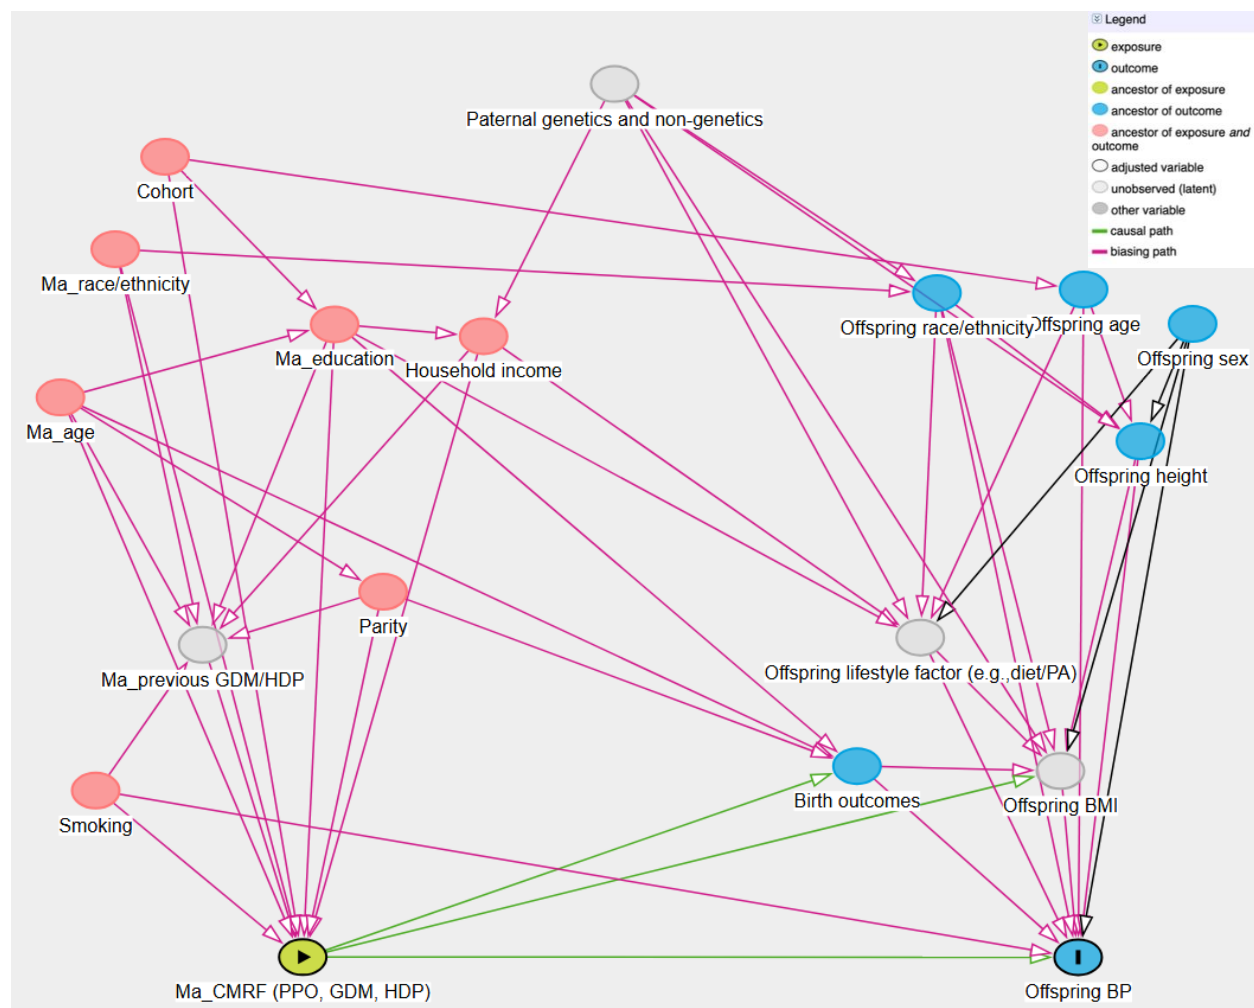 Legend
exposure
outcome
ancestor of exposure
ancestor of outcome
ancestor of exposure and
outcome
adjusted variable
unobserved (latent)
other variable
causal path
biasing path
Paternal genetics and non-genetics
Cohort
Ma_race/ethnicity
Offspring race/ethnicity
Offspring age
Offspring sex
Ma_education
Household income
Ma_age
Offspring height
Parity
Ma_previous GDM/HDP
Offspring lifestyle factor (e.g.,diet/PA)
Smoking
Birth outcomes
Offspring BMI
Ma_CMRF (PPO, GDM, HDP)
Offspring BP